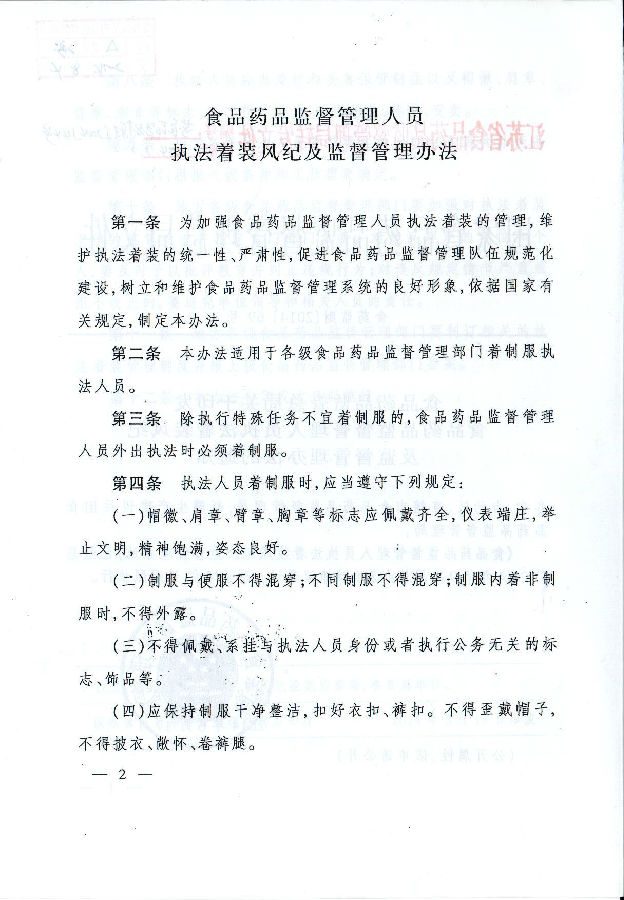 食品药品监督管理人员
执法着装风纪及监督管理办法
第一条 为加强食品药品监督管理人员执法着装的管理,维
护执法着装的统一性、严肃性,促进食品药品监督管理队伍规范化
建设,树立和维护食品药品监督管理系统的良好形象,依据国家有
关规定,制定本办法。
第二条 本办法适用于各级食品药品监督管理部门着制服执
法人员。
第三条 除执行特殊任务不宜着制服的,食品药品监督管理
人员外出执法时必须着制服。
第四条 执法人员着制服时,应当遵守下列规定:
(一)帽徽、肩章、臂章、胸章等标志应佩戴齐全,仪表端庄,举
止文明,精神饱满,姿态良好。
(二)制服与便服不得混穿;不同制服不得混穿;制服内着非制
服时,不得外露。
(三)不得佩戴、系挂与执法人员身份或者执行公务无关的标
志、饰品等。
(四)应保持制服干净整洁,扣好衣扣、裤扣。不得歪戴帽子,
不得披衣、敞怀、卷裤腿。
— 2 —